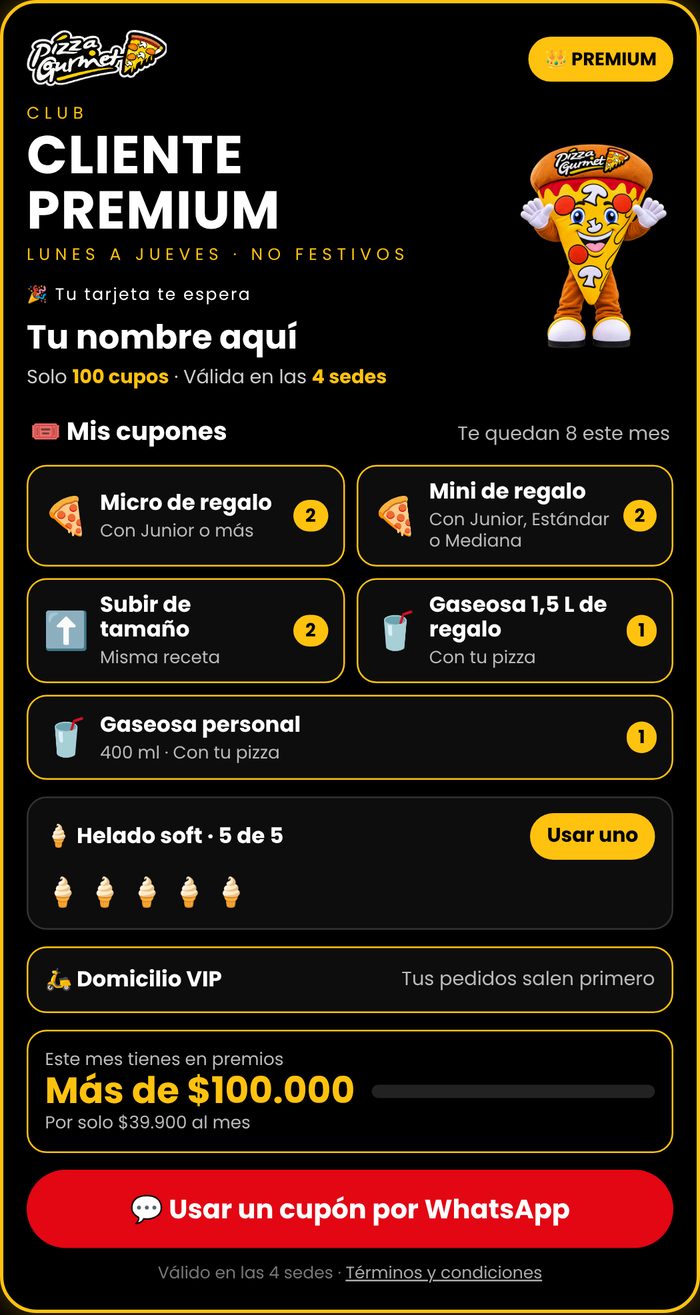 Pizza
Gurmet
👑 PREMIUM
CLUB
CLIENTE
PREMIUM
LUNES A JUEVES · NO FESTIVOS
Pizza
Gurmet
🎉 Tu tarjeta te espera
Tu nombre aquí
Solo 100 cupos · Válida en las 4 sedes
🎟️ Mis cupones
Te quedan 8 este mes
Micro de regalo
Con Junior o más
2
Mini de regalo
Con Junior, Estándar
o Mediana
2
Subir de
tamaño
Misma receta
2
Gaseosa 1,5 L de
regalo
Con tu pizza
1
Gaseosa personal
400 ml · Con tu pizza
1
🍦 Helado soft · 5 de 5
Usar uno
🛵 Domicilio VIP
Tus pedidos salen primero
Este mes tienes en premios
Más de $100.000
Por solo $39.900 al mes
💬 Usar un cupón por WhatsApp
Válido en las 4 sedes · Términos y condiciones